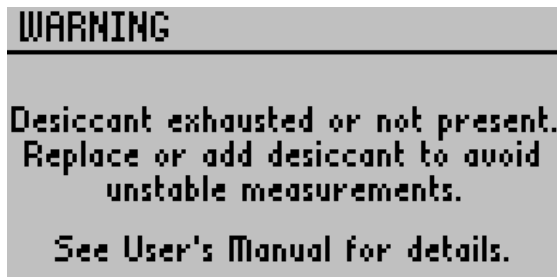 WARNING
Desiccant exhausted or not present.
Replace or add desiccant to avoid
unstable measurements.
See User's Manual for details.